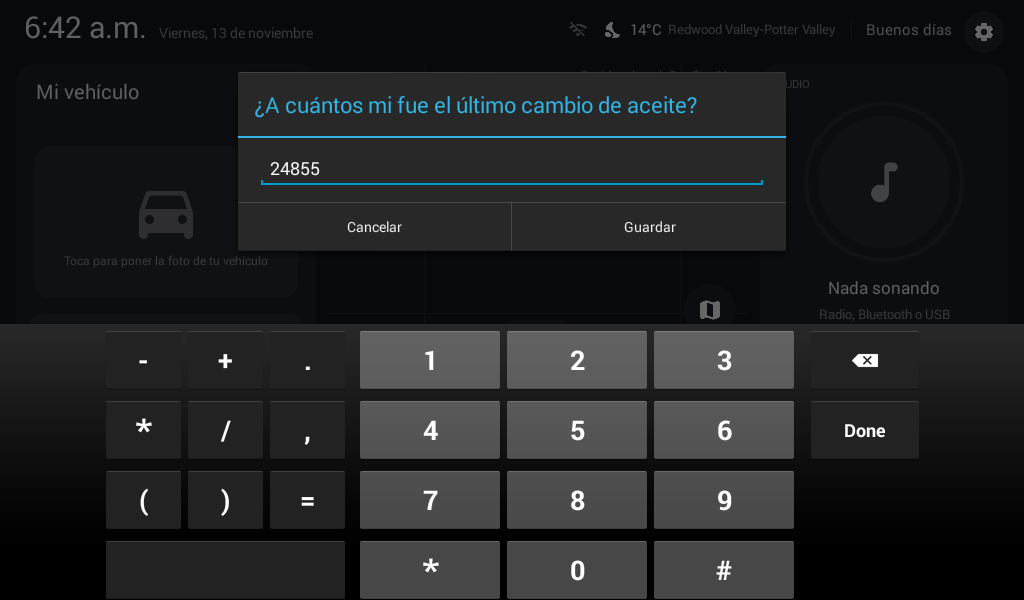 6:42 a.m. Viernes, 13 de noviembre
14°C Redwood Valley-Potter Valley
Buenos días
Mi vehículo
¿A cuántos mi fue el último cambio de aceite?
24855
Cancelar Guardar
Toca para poner la foto de tu vehículo
Nada sonando
Radio, Bluetooth o USB
- + . 1 2 3
* / , 4 5 6 Done
( ) = 7 8 9
* 0 #